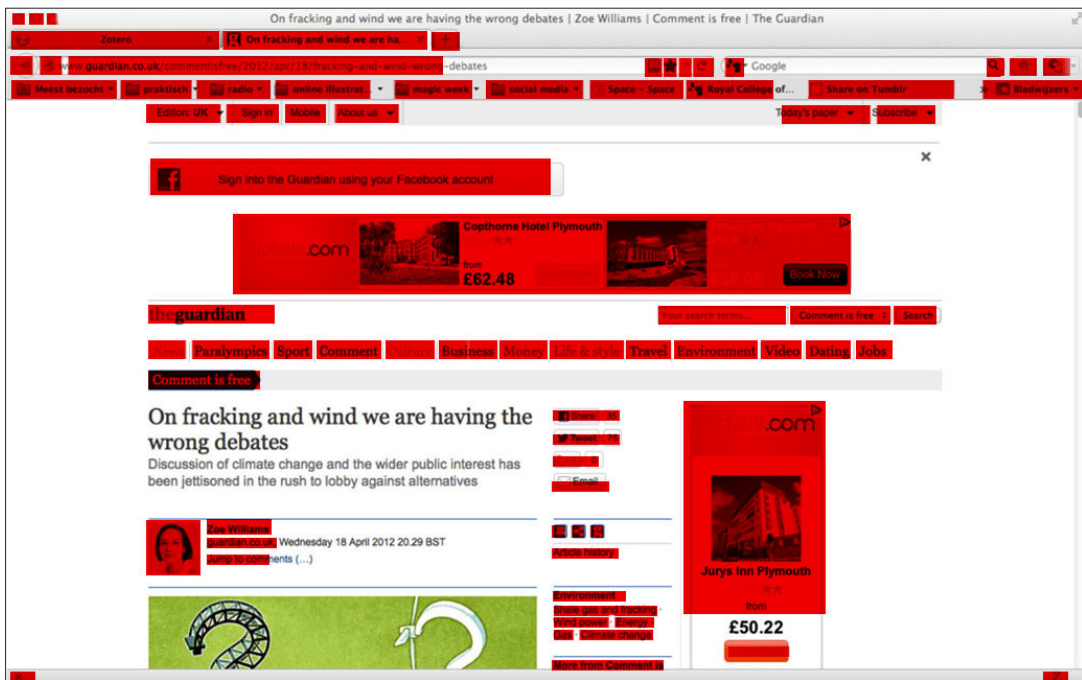 On fracking and wind we are having the wrong debates | Zoe Williams | Comment is free | The Guardian
Zotero × On fracking and wind we are ha... × +
www.guardian.co.uk/commentisfree/2012/apr/18/fracking-and-wind-wrong-debates Google
Meest bezocht praktisch radio online illustrat... magic week social media Space – Space Royal College of... Share on Tumblr » Bladwijzers
Edition: UK Sign in Mobile About us Today's paper Subscribe
Sign into the Guardian using your Facebook account
Copthorne Hotel Plymouth
Hotels.com
from
£62.48
Book Now
theguardian
Your search terms... Comment is free Search
News Paralympics Sport Comment Culture Business Money Life & style Travel Environment Video Dating Jobs
Comment is free
On fracking and wind we are having the
wrong debates
Discussion of climate change and the wider public interest has
been jettisoned in the rush to lobby against alternatives
Share 35
Tweet 70
0
Email
Hotels.com
Zoe Williams
guardian.co.uk, Wednesday 18 April 2012 20.29 BST
Jump to comments (...)
Article history
Environment
Shale gas and fracking ·
Wind power · Energy ·
Gas · Climate change
More from Comment is
Jurys Inn Plymouth
from
£50.22